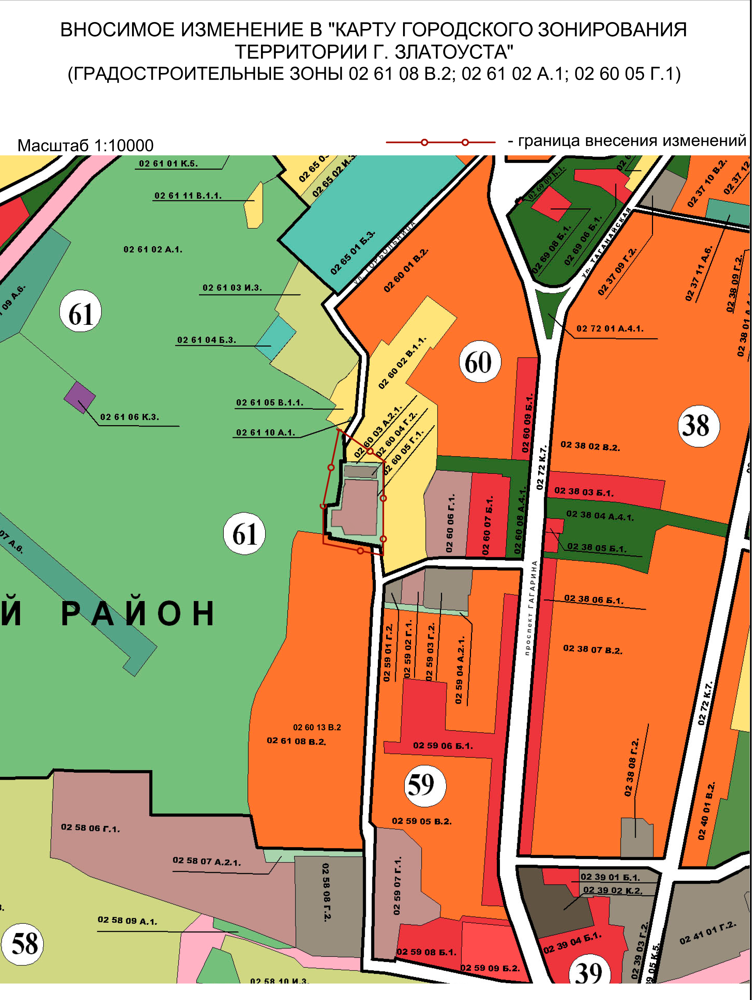 ВНОСИМОЕ ИЗМЕНЕНИЕ В "КАРТУ ГОРОДСКОГО ЗОНИРОВАНИЯ
ТЕРРИТОРИИ Г. ЗЛАТОУСТА"
(ГРАДОСТРОИТЕЛЬНЫЕ ЗОНЫ 02 61 08 В.2; 02 61 02 А.1; 02 60 05 Г.1)
Масштаб 1:10000
- граница внесения изменений
02 61 01 К.5.
02 65 02 И.3
02 69 09 Б.1.
02 37 10 В.2.
02 37 12
02 61 11 В.1.1.
02 61 02 А.1.
02 65 01 Б.3.
ул. ГОРБОЛЬНИЦА
02 60 01 В.2.
02 69 08 Б.1.
02 69 06 Б.1.
ул. ТАГАНАЙСКАЯ
02 37 09 Г.2.
02 37 11 А.6.
02 38 09 Г.2.
09 А.6.
61
02 61 03 И.3.
02 61 04 Б.3.
02 72 01 А.4.1.
02 60 02 В.1.1.
60
02 61 05 В.1.1.
02 61 06 К.3.
02 61 10 А.1.
02 60 03 А.2.1.
02 60 04 Г.2.
02 60 05 Г.1.
02 60 09 Б.1.
38
02 38 02 В.2.
02 72 К.7.
02 38 03 Б.1.
02 60 06 Г.1.
02 60 07 Б.1.
02 60 08 А.4.1.
02 38 04 А.4.1.
61
07 А.6.
02 38 05 Б.1.
проспект ГАГАРИНА
02 38 06 Б.1.
Й РАЙОН
02 59 01 Г.2.
02 59 02 Г.1.
02 59 03 Г.2.
02 59 04 А.2.1.
02 38 07 В.2.
02 72 К.7.
02 60 13 В.2
02 61 08 В.2.
02 59 06 Б.1.
02 38 08 Г.2.
59
02 59 05 В.2.
02 40 01 В.2.
02 58 06 Г.1.
02 58 07 А.2.1.
02 58 08 Г.2.
02 59 07 Г.1.
02 39 01 Б.1.
02 39 02 К.2.
02 58 09 А.1.
58
02 39 04 Б.1.
02 39 03 Г.2.
02 41 01 Г.2.
02 59 08 Б.1.
02 59 09 Б.2.
39
05 К.5.
02 58 10 И.3.